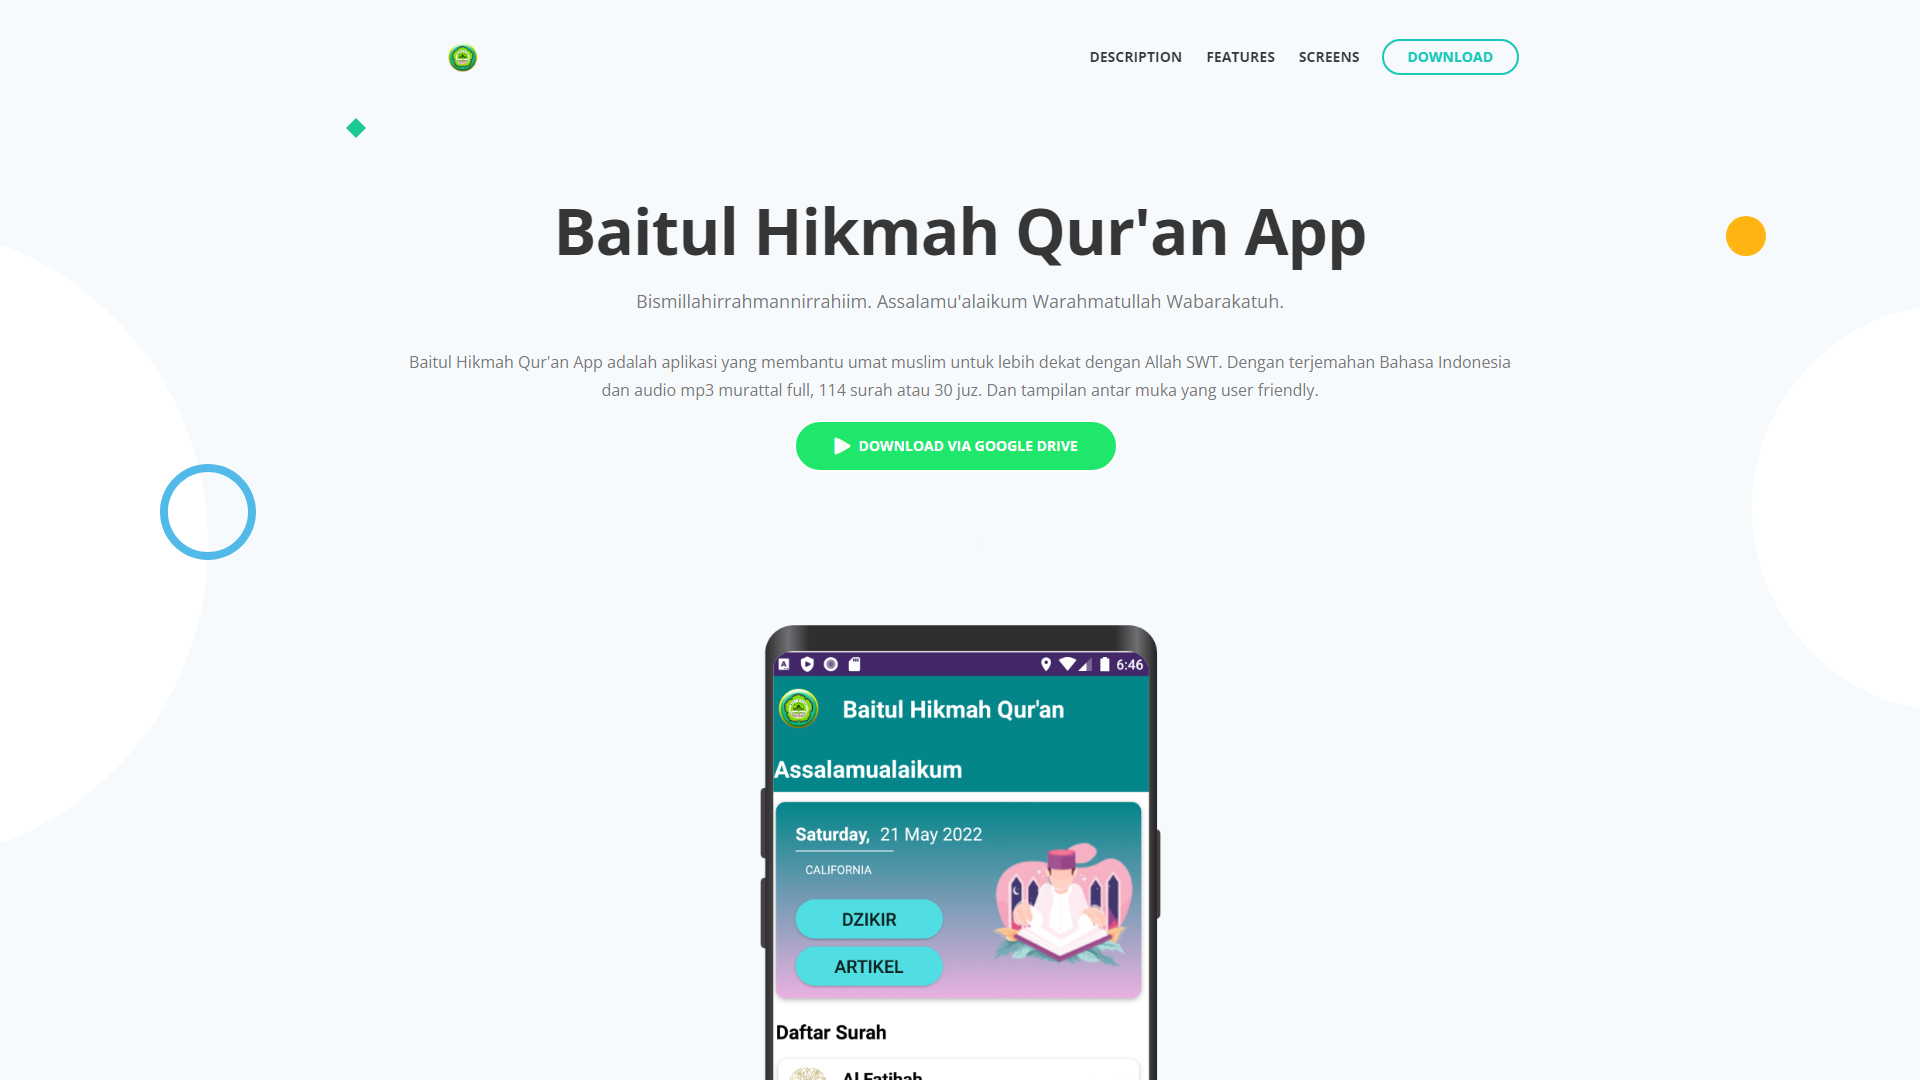 DESCRIPTION FEATURES SCREENS DOWNLOAD
Baitul Hikmah Qur'an App
Bismillahirrahmannirrahiim. Assalamu'alaikum Warahmatullah Wabarakatuh.
Baitul Hikmah Qur'an App adalah aplikasi yang membantu umat muslim untuk lebih dekat dengan Allah SWT. Dengan terjemahan Bahasa Indonesia
dan audio mp3 murattal full, 114 surah atau 30 juz. Dan tampilan antar muka yang user friendly.
DOWNLOAD VIA GOOGLE DRIVE
6:46
Baitul Hikmah Qur'an
Assalamualaikum
Saturday, 21 May 2022
CALIFORNIA
DZIKIR
ARTIKEL
Daftar Surah
Al Fatihah